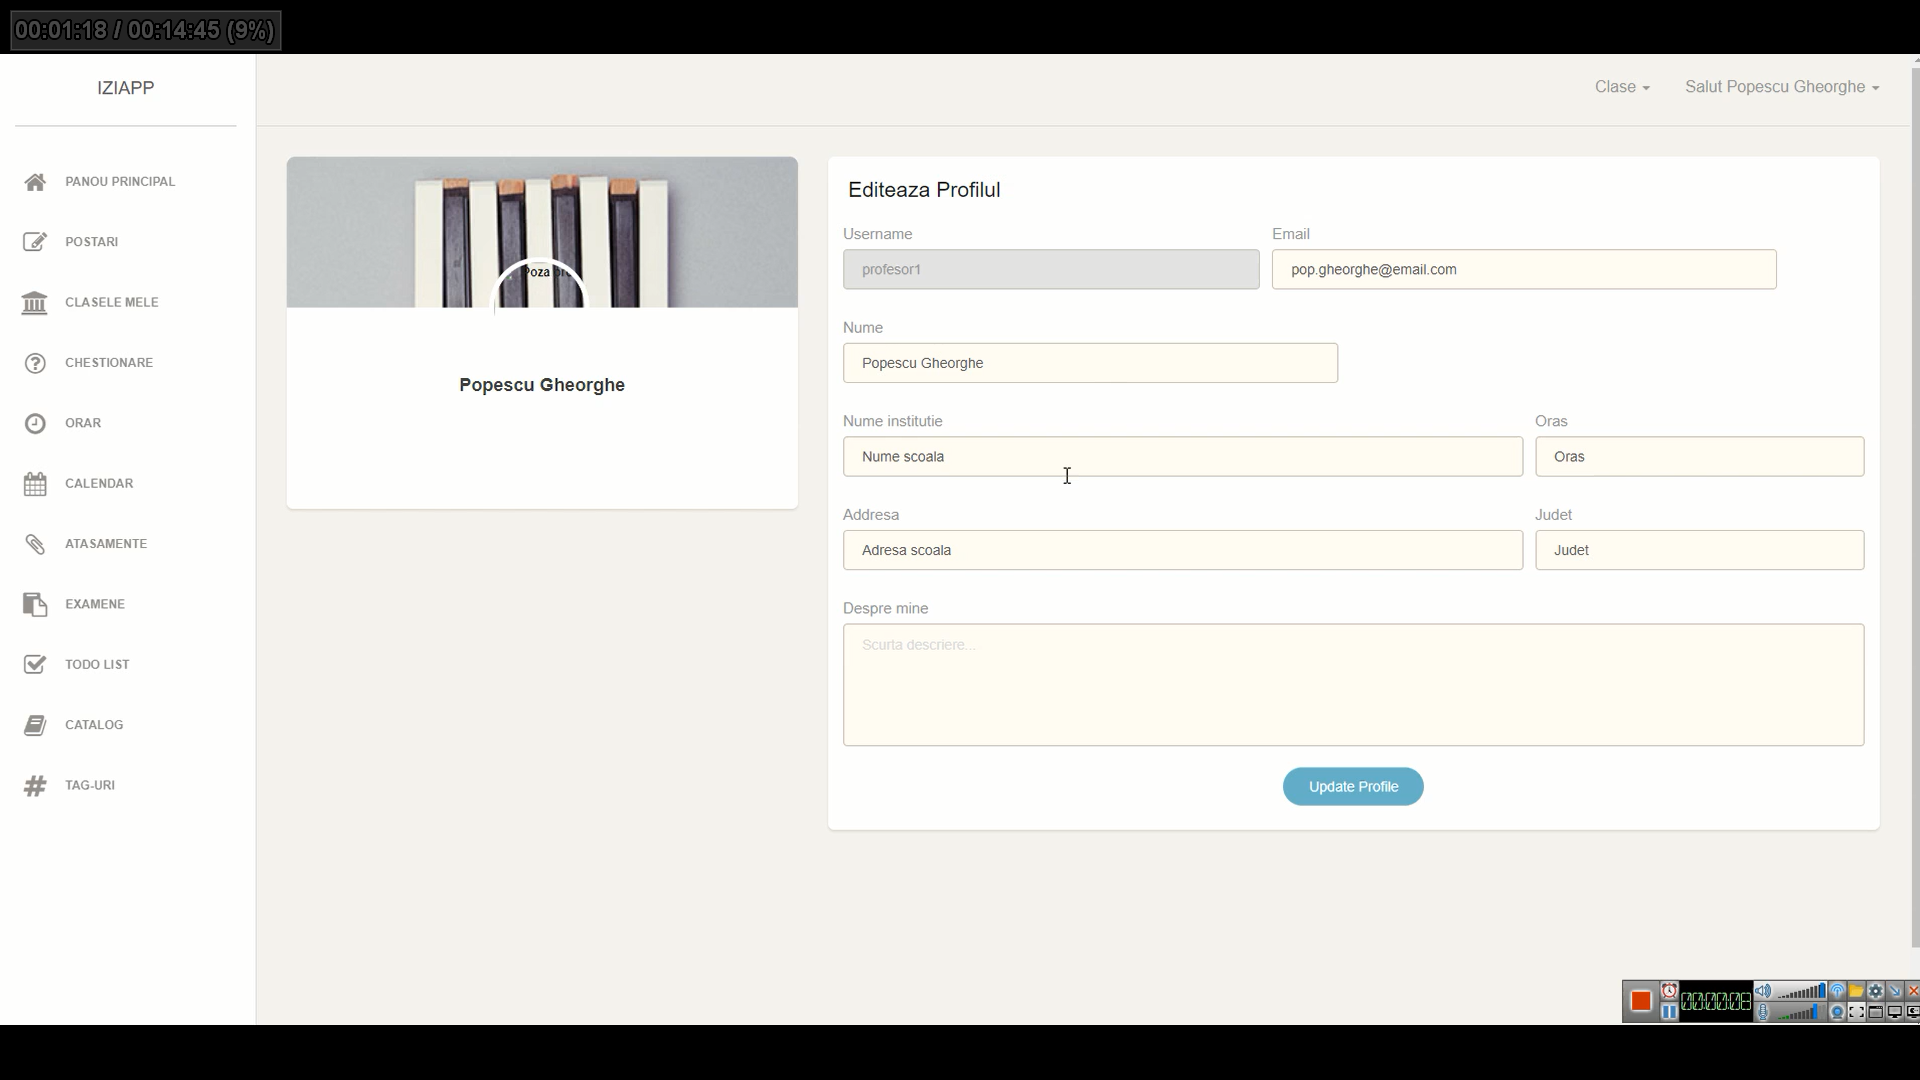 00:01:18 / 00:14:45 (9%)
IZIAPP
Clase
Salut Popescu Gheorghe
PANOU PRINCIPAL
POSTARI
CLASELE MELE
CHESTIONARE
ORAR
CALENDAR
ATASAMENTE
EXAMENE
TODO LIST
CATALOG
TAG-URI
Poza
Popescu Gheorghe
Editeaza Profilul
Username
Email
profesor1
pop.gheorghe@email.com
Nume
Popescu Gheorghe
Nume institutie
Oras
Nume scoala
Oras
Addresa
Judet
Adresa scoala
Judet
Despre mine
Scurta descriere...
Update Profile